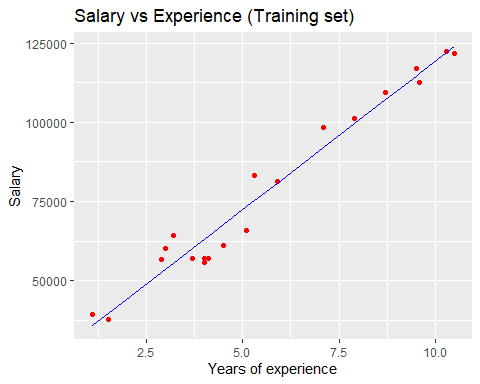 Salary vs Experience (Training set)
125000
100000
75000
50000
Salary
2.5 5.0 7.5 10.0
Years of experience